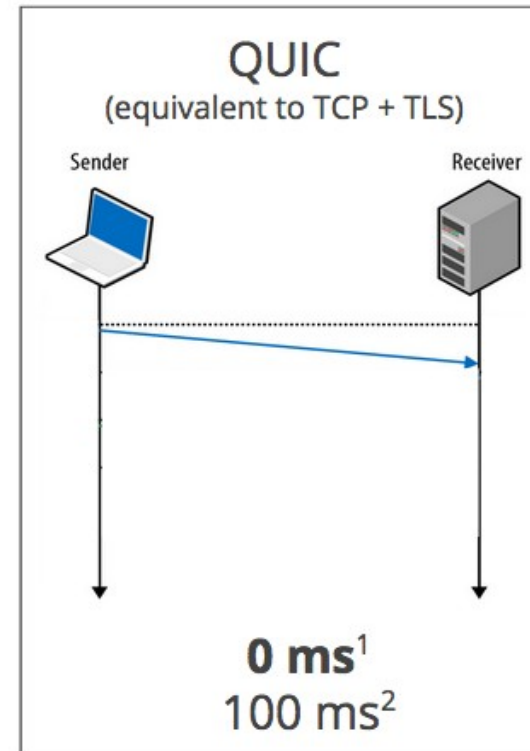 QUIC
(equivalent to TCP + TLS)
Sender Receiver
0 ms¹
100 ms²